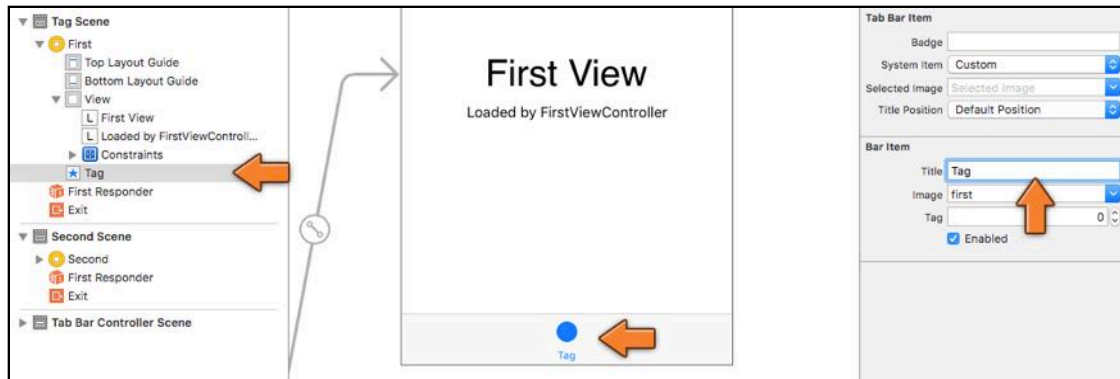 Tag Scene
First
Top Layout Guide
Bottom Layout Guide
View
L First View
L Loaded by FirstViewControll...
Constraints
Tag
First Responder
Exit
Second Scene
Second
First Responder
Exit
Tab Bar Controller Scene
First View
Loaded by FirstViewController
Tag
Tab Bar Item
Badge
System Item Custom
Selected Image Selected Image
Title Position Default Position
Bar Item
Title Tag
Image first
Tag 0
Enabled